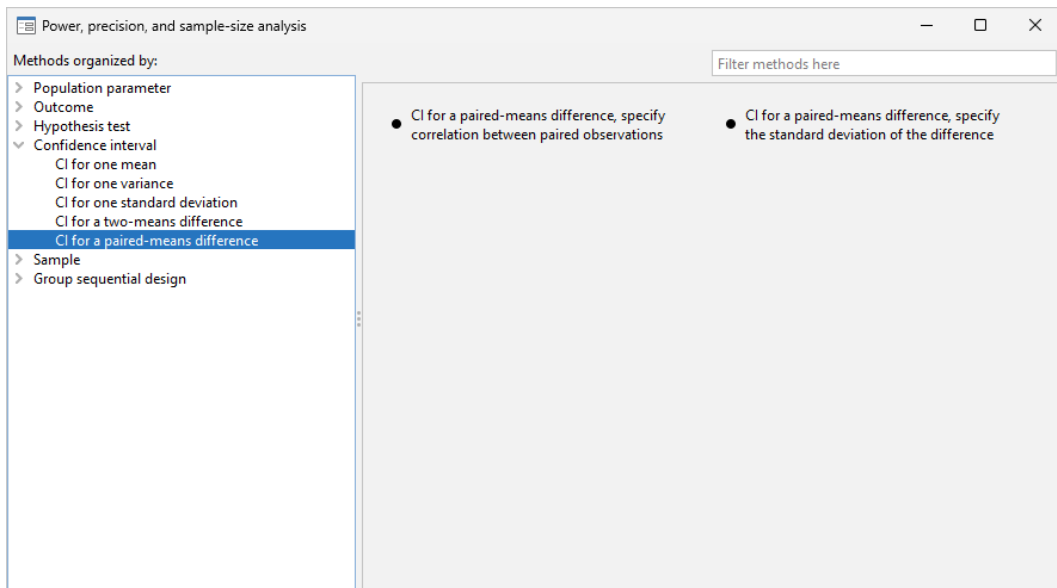 Power, precision, and sample-size analysis
Methods organized by:
Filter methods here
Population parameter
Outcome
Hypothesis test
Confidence interval
CI for one mean
CI for one variance
CI for one standard deviation
CI for a two-means difference
CI for a paired-means difference
Sample
Group sequential design
CI for a paired-means difference, specify
correlation between paired observations
CI for a paired-means difference, specify
the standard deviation of the difference